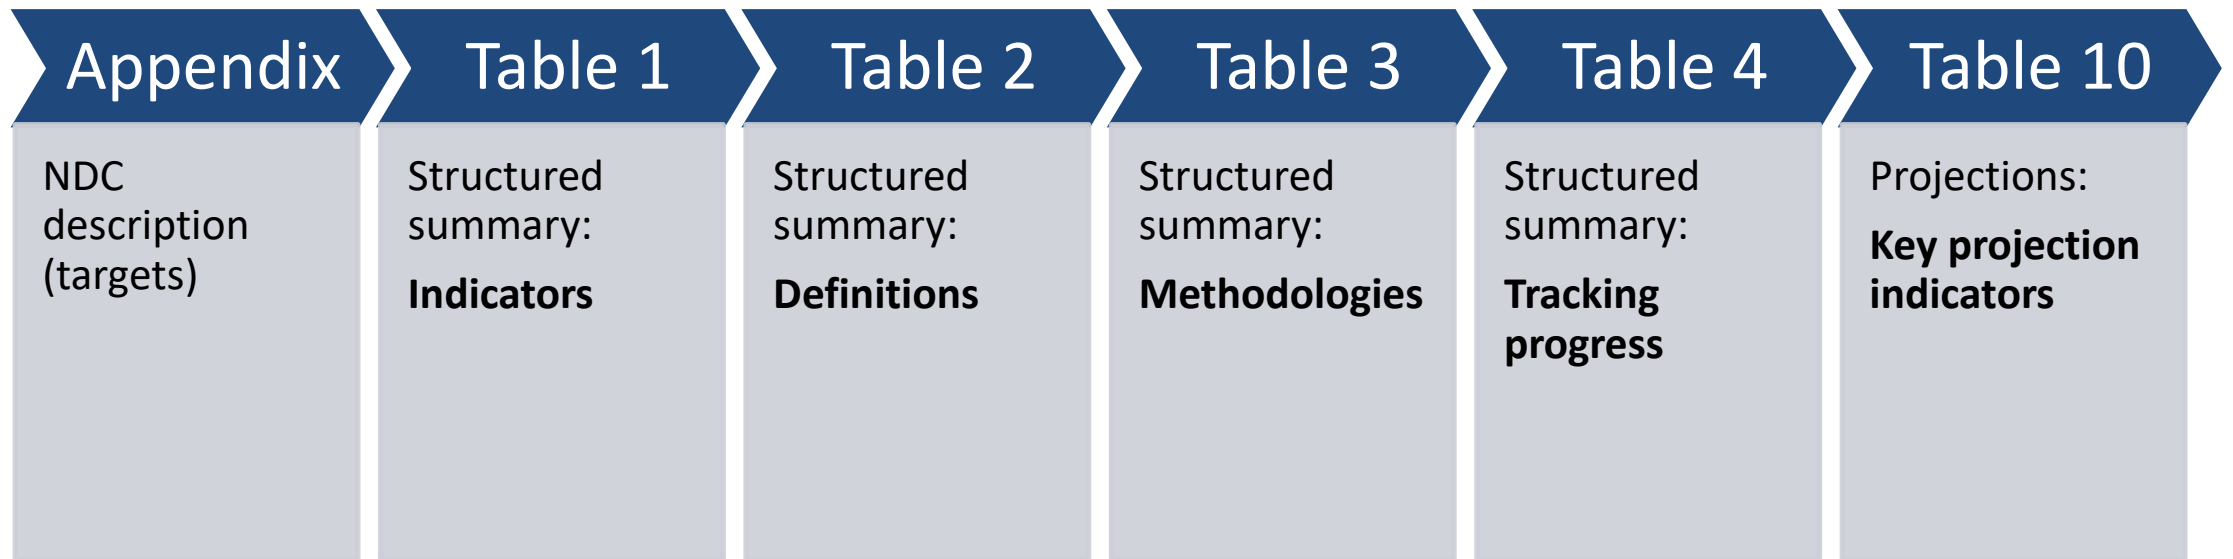 Appendix
NDC
description
(targets)
Table 1
Structured
summary:
Indicators
Table 2
Structured
summary:
Definitions
Table 3
Structured
summary:
Methodologies
Table 4
Structured
summary:
Tracking
progress
Table 10
Projections:
Key projection
indicators